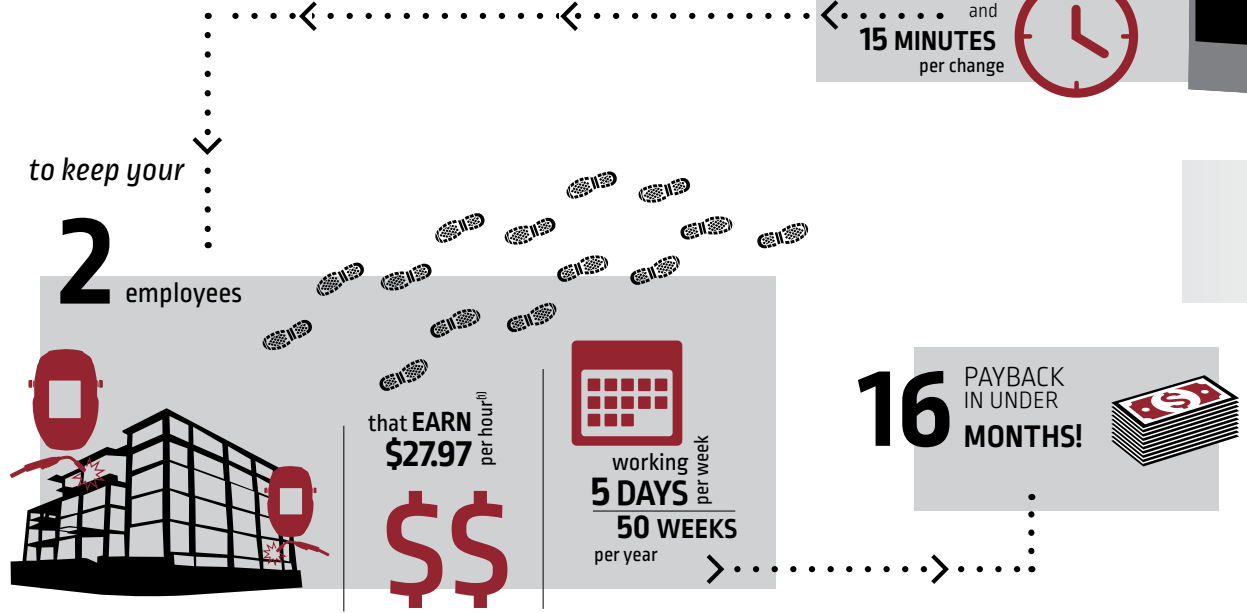 and
15 MINUTES
per change
to keep your
2 employees
that EARN
$27.97
per hour(1)
$$
working
5 DAYS
per week
50 WEEKS
per year
16 PAYBACK
IN UNDER
MONTHS!
$